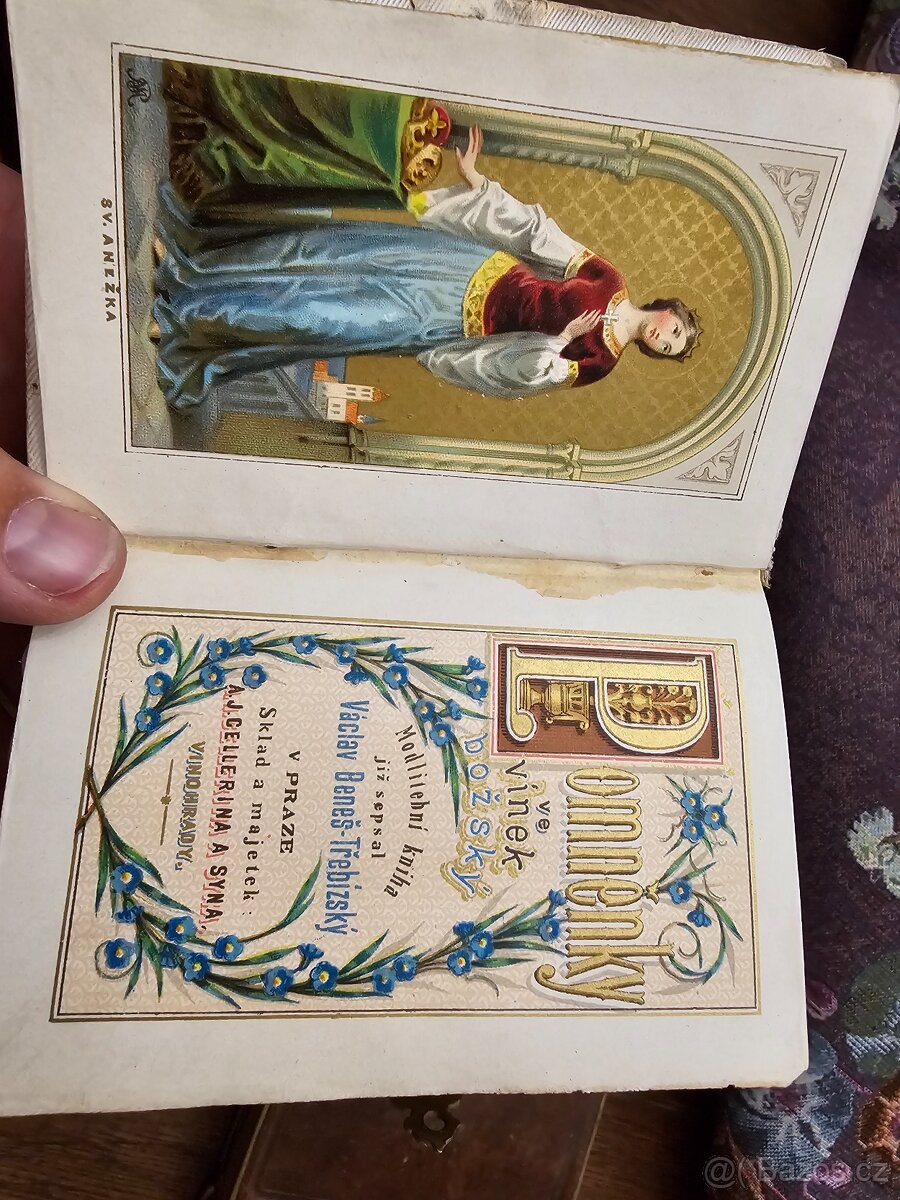 SV. ANEŽKA
Pomněnky
ve
vínek
božský
Modlitební kniha
jíž sepsal
Václav Beneš-Třebízský
V PRAZE
Sklad a majetek:
A.J.CELLERINA A SYNA,
VINOHRADY.
@ Bazos.cz